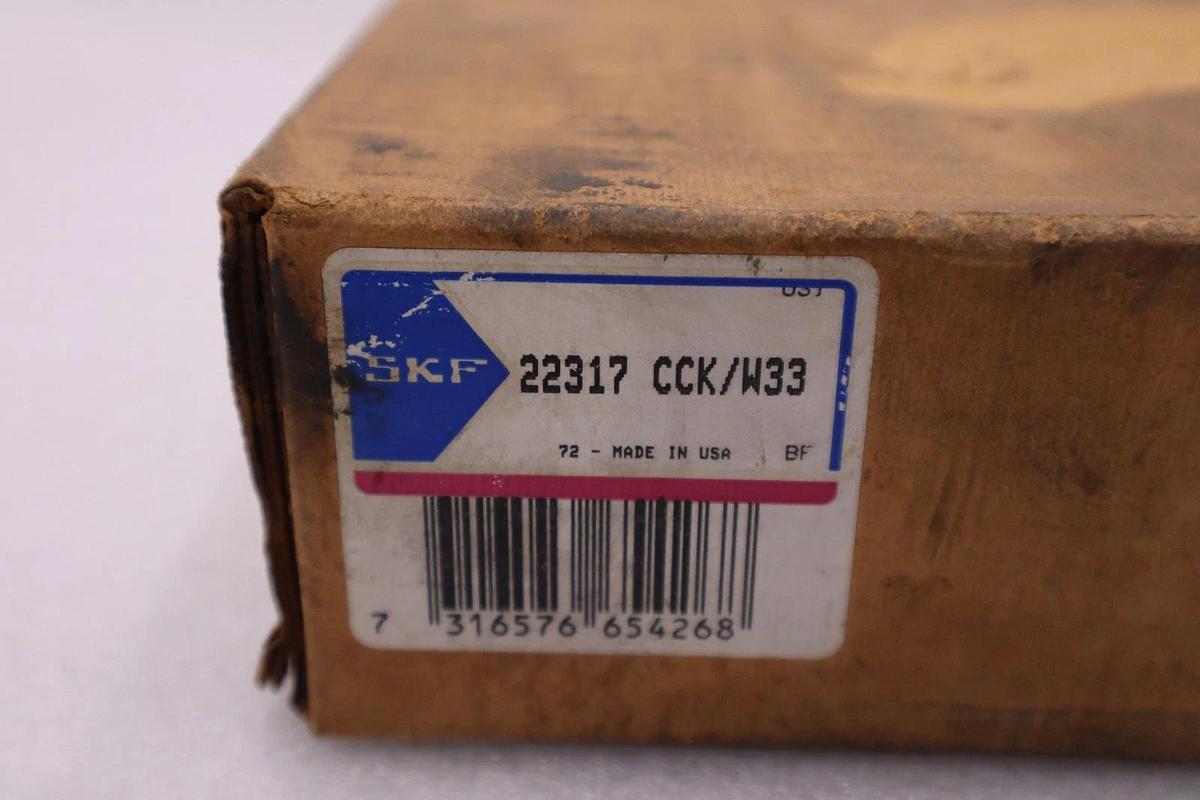 SKF
22317 CCK/W33
72 - MADE IN USA BF
7 316576 654268